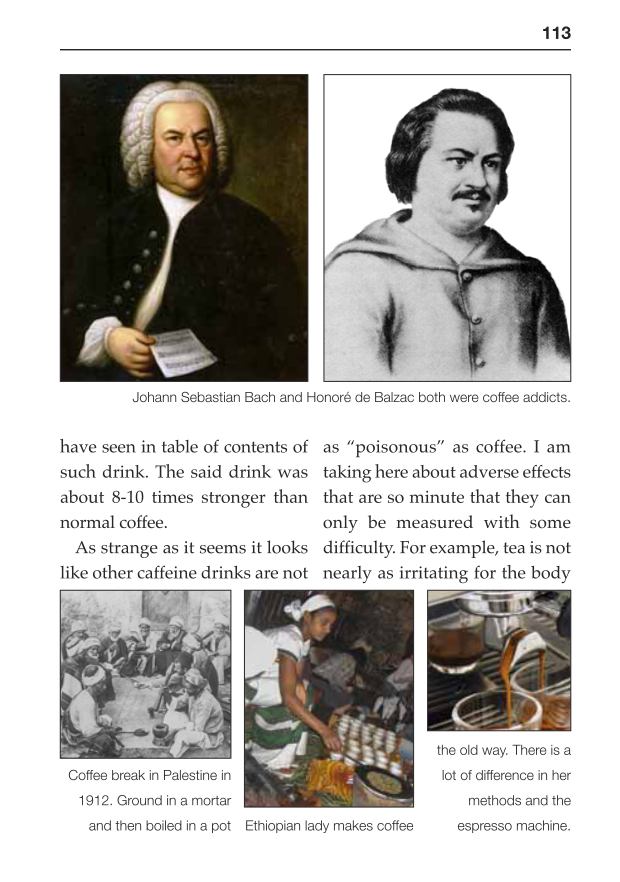 113
Johann Sebastian Bach and Honoré de Balzac both were coffee addicts.
have seen in table of contents of
such drink. The said drink was
about 8-10 times stronger than
normal coffee.
As strange as it seems it looks
like other caffeine drinks are not
as “poisonous” as coffee. I am
taking here about adverse effects
that are so minute that they can
only be measured with some
difficulty. For example, tea is not
nearly as irritating for the body
Coffee break in Palestine in
1912. Ground in a mortar
and then boiled in a pot
Ethiopian lady makes coffee
the old way. There is a
lot of difference in her
methods and the
espresso machine.